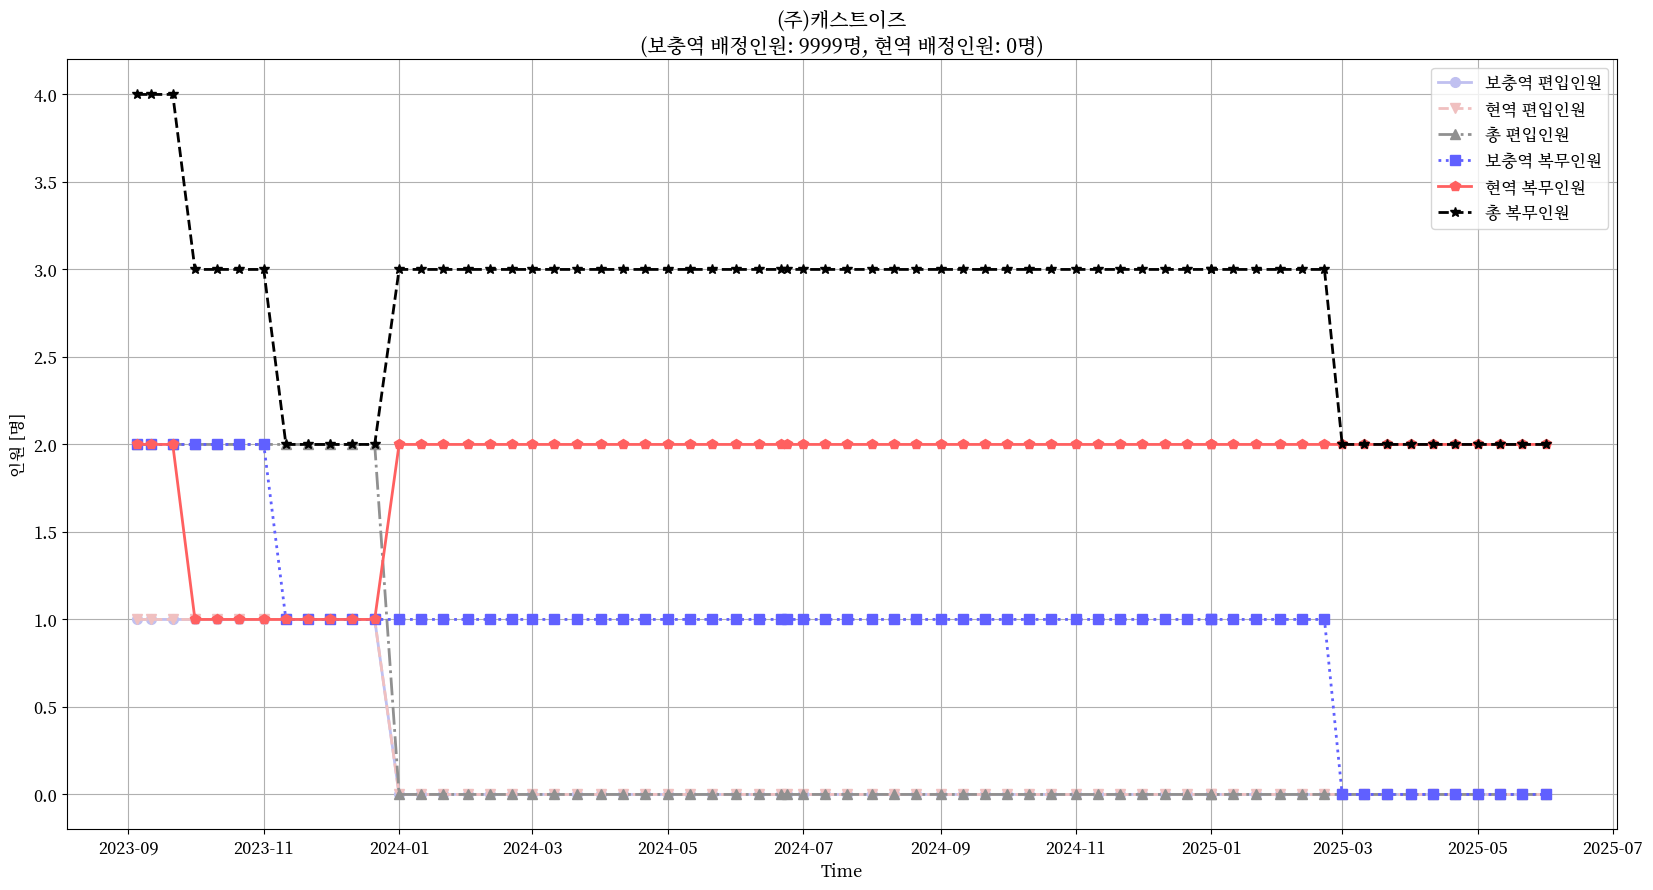 (주)캐스트이즈
(보충역 배정인원: 9999명, 현역 배정인원: 0명)
보충역 편입인원
현역 편입인원
총 편입인원
보충역 복무인원
현역 복무인원
총 복무인원
인원 [명]
4.0
3.5
3.0
2.5
2.0
1.5
1.0
0.5
0.0
2023-09 2023-11 2024-01 2024-03 2024-05 2024-07 2024-09 2024-11 2025-01 2025-03 2025-05 2025-07
Time